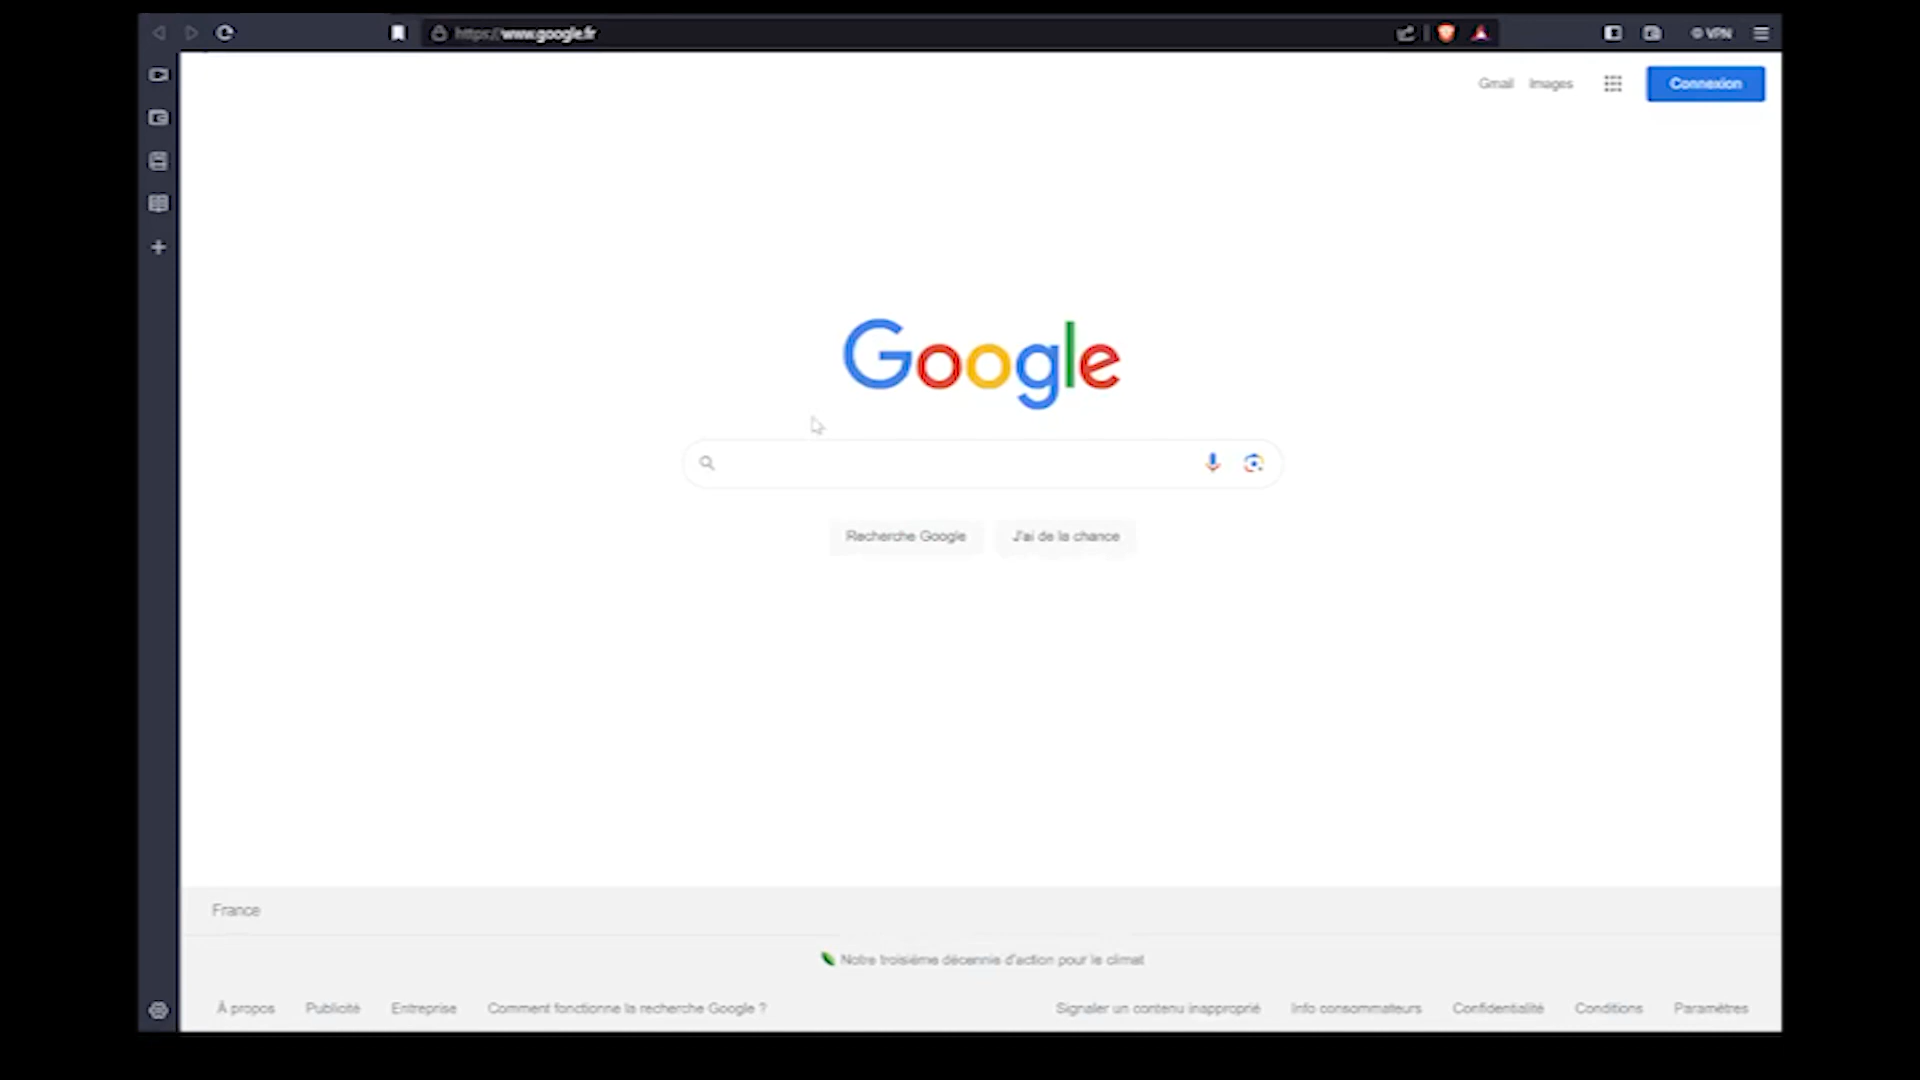 https://www.google.fr
VPN
Gmail Images Connexion
Google
Recherche Google J'ai de la chance
France
Notre troisième décennie d'action pour le climat
À propos Publicité Entreprise Comment fonctionne la recherche Google ? Signaler un contenu inapproprié Info consommateurs Confidentialité Conditions Paramètres